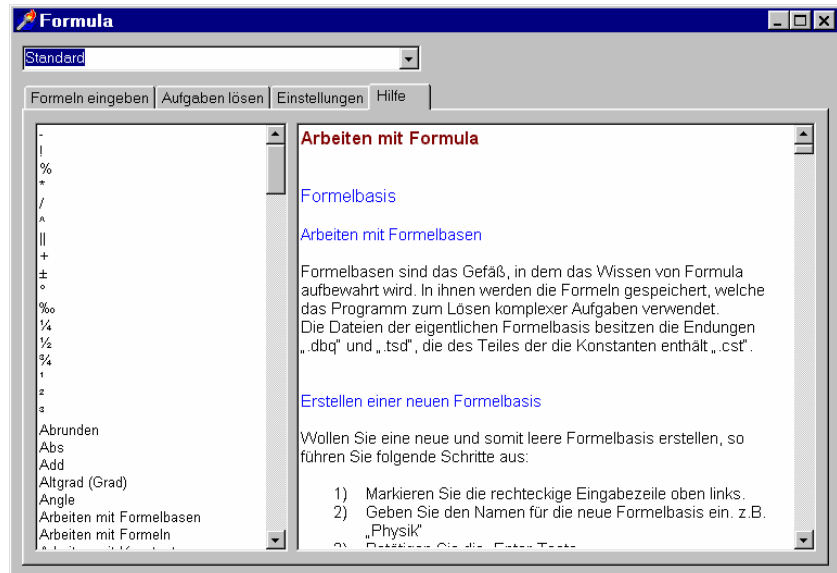 Formula
Standard
Formeln eingeben Aufgaben lösen Einstellungen Hilfe
-
!
%
*
/
^
||
+
±
°
‰
¼
½
¾
¹
²
³
Abrunden
Abs
Add
Altgrad (Grad)
Angle
Arbeiten mit Formelbasen
Arbeiten mit Formeln
Arbeiten mit Formula
Formelbasis
Arbeiten mit Formelbasen
Formelbasen sind das Gefäß, in dem das Wissen von Formula
aufbewahrt wird. In ihnen werden die Formeln gespeichert, welche
das Programm zum Lösen komplexer Aufgaben verwendet.
Die Dateien der eigentlichen Formelbasis besitzen die Endungen
„.dbq" und „.tsd", die des Teiles der die Konstanten enthält „.cst".
Erstellen einer neuen Formelbasis
Wollen Sie eine neue und somit leere Formelbasis erstellen, so
führen Sie folgende Schritte aus:
1) Markieren Sie die rechteckige Eingabezeile oben links.
2) Geben Sie den Namen für die neue Formelbasis ein. z.B.
„Physik"